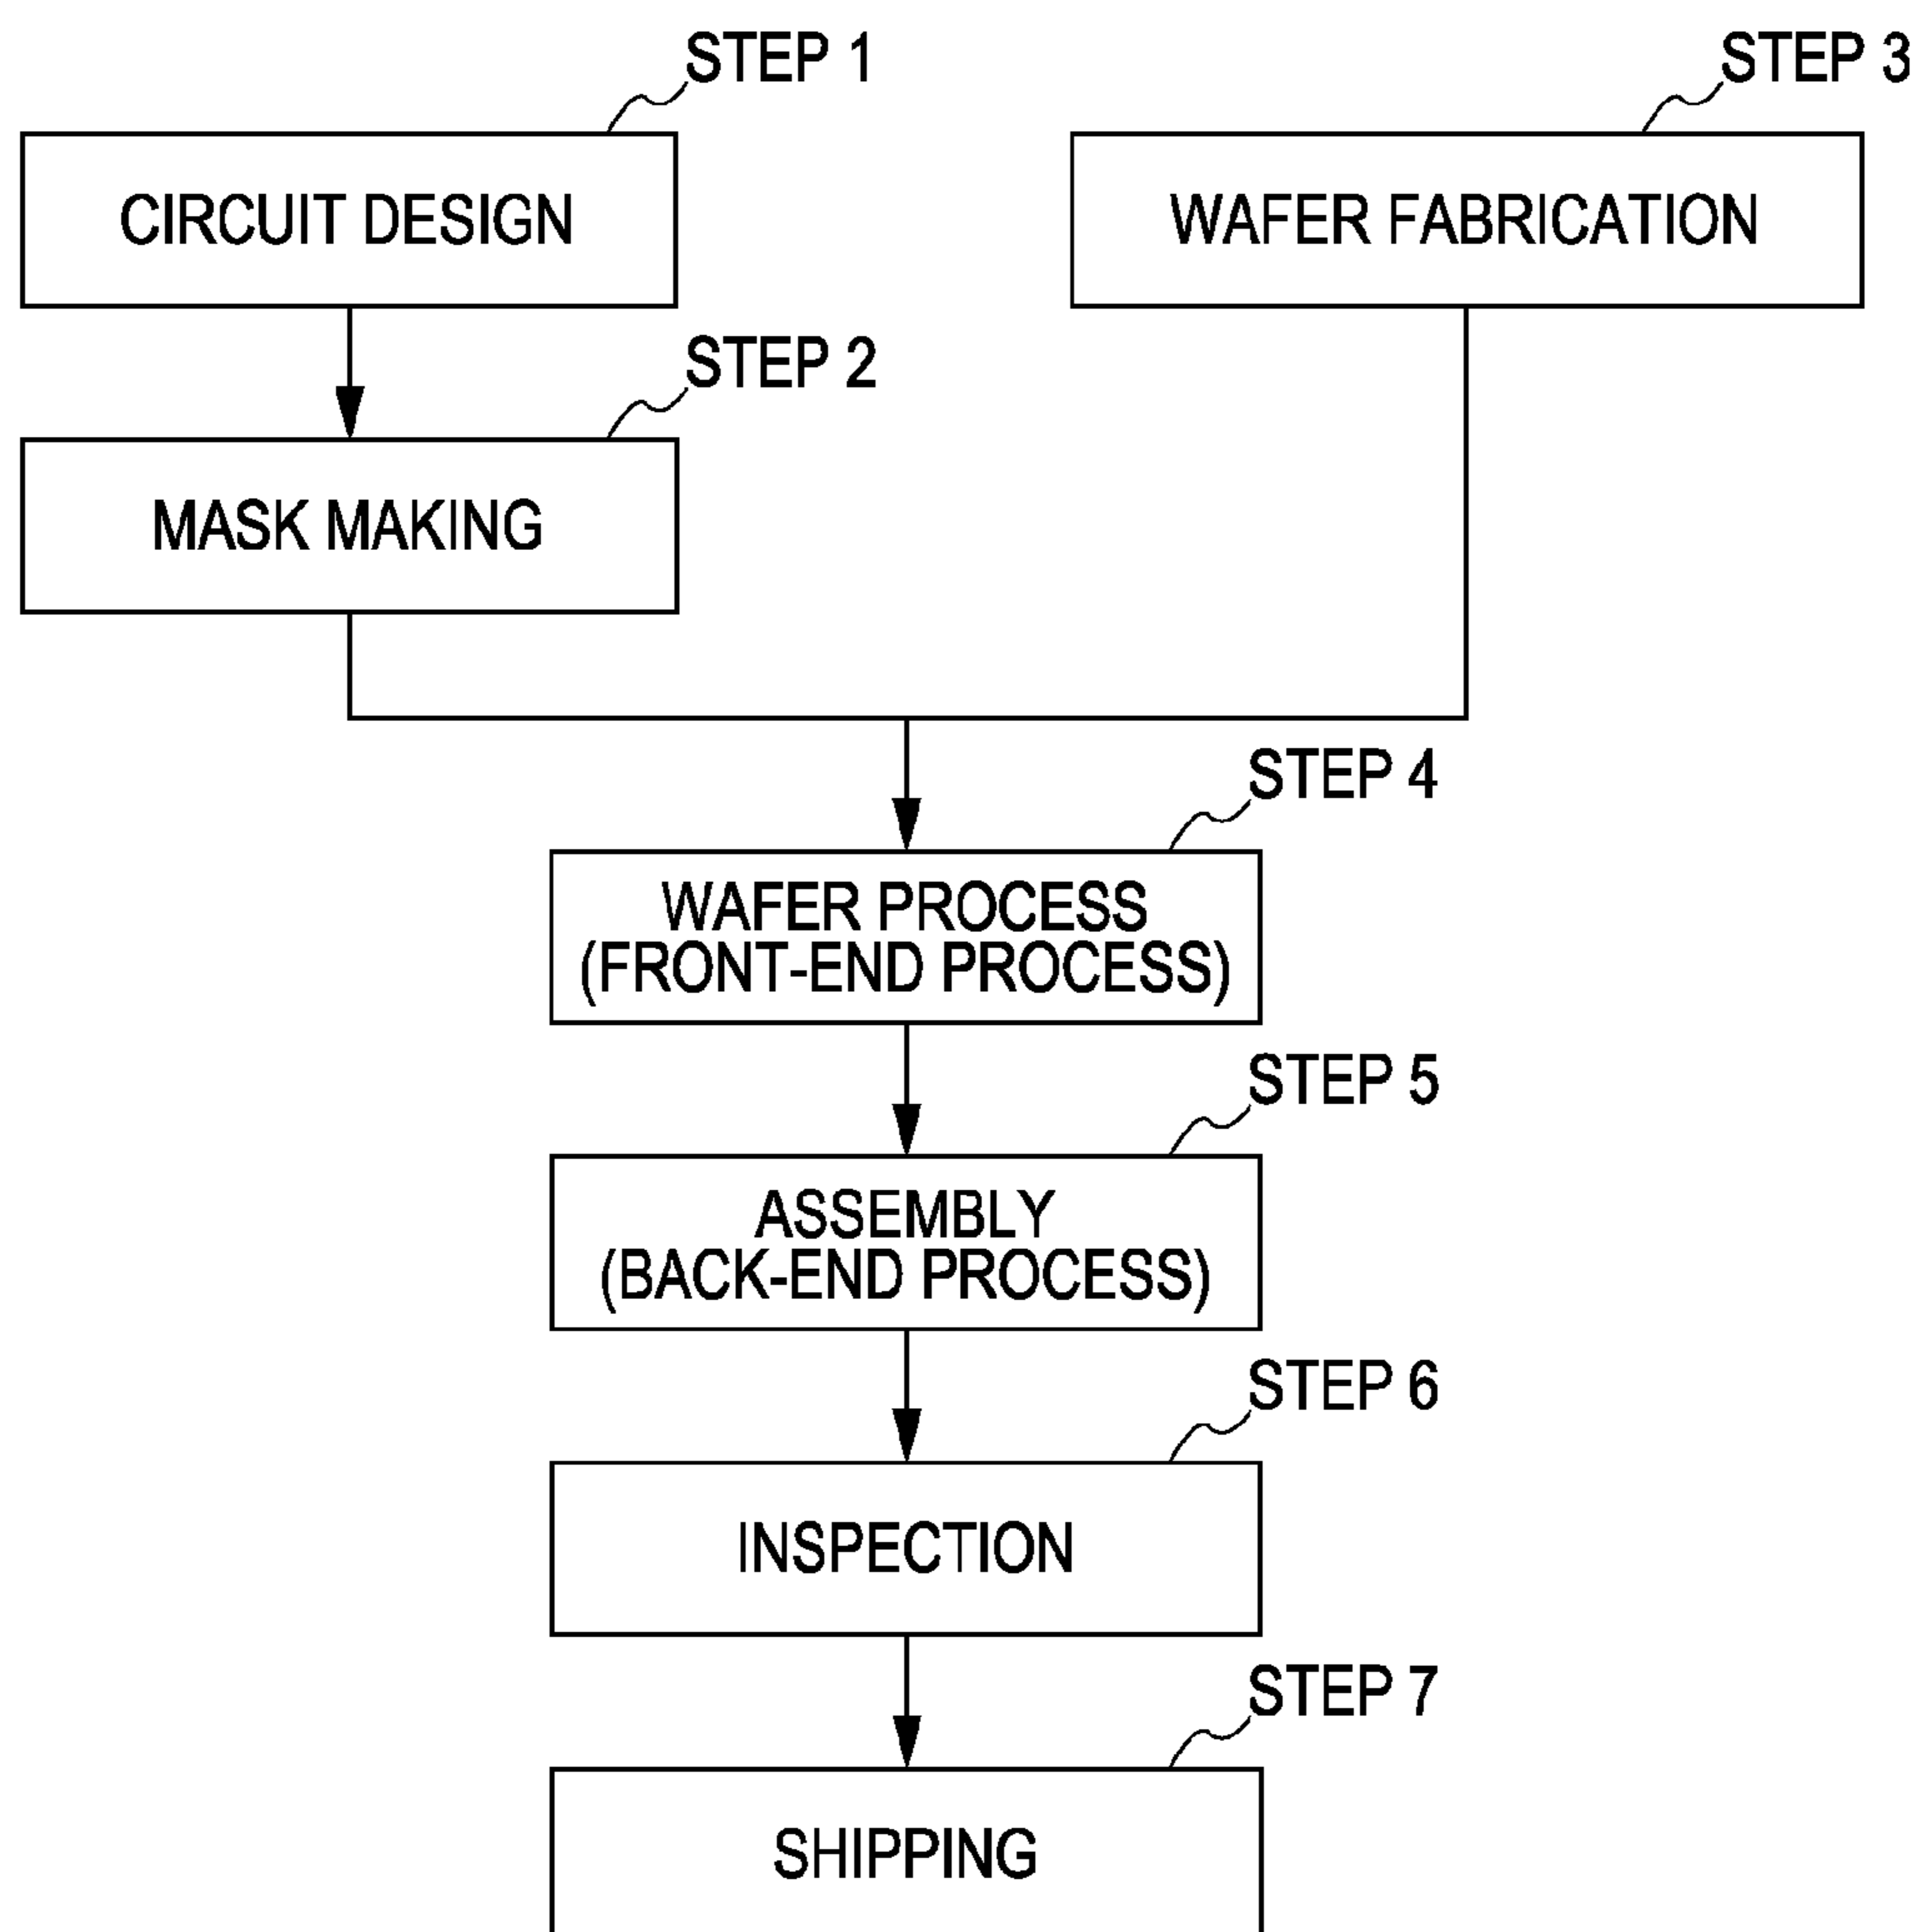 STEP 1
CIRCUIT DESIGN
STEP 2
MASK MAKING
STEP 3
WAFER FABRICATION
STEP 4
WAFER PROCESS
(FRONT-END PROCESS)
STEP 5
ASSEMBLY
(BACK-END PROCESS)
STEP 6
INSPECTION
STEP 7
SHIPPING